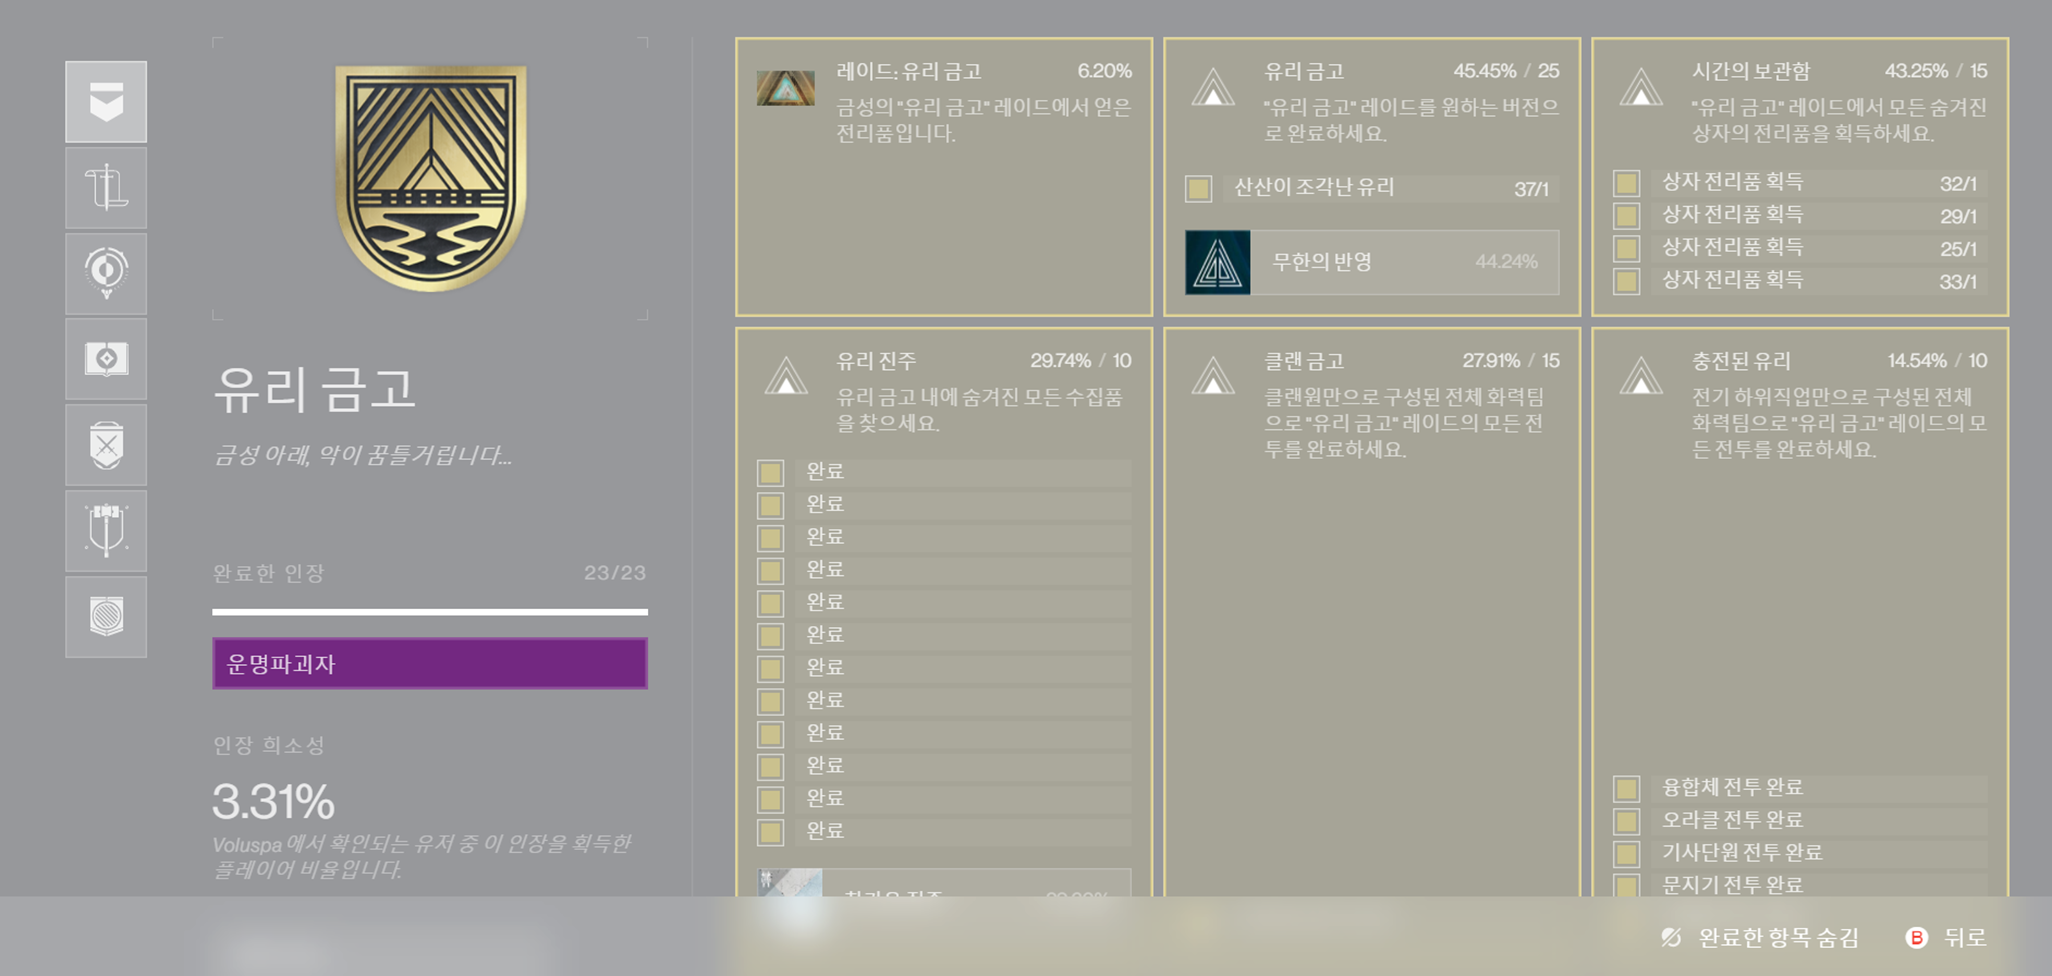 유리 금고
금성 아래, 악이 꿈틀거립니다...
완료한 인장 23/23
운명파괴자
인장 희소성
3.31%
Voluspa에서 확인되는 유저 중 이 인장을 획득한
플레이어 비율입니다.
레이드: 유리 금고 6.20%
금성의 "유리 금고" 레이드에서 얻은
전리품입니다.
유리 금고 45.45% / 25
"유리 금고" 레이드를 원하는 버전으
로 완료하세요.
산산이 조각난 유리 37/1
무한의 반영 44.24%
시간의 보관함 43.25% / 15
"유리 금고" 레이드에서 모든 숨겨진
상자의 전리품을 획득하세요.
상자 전리품 획득 32/1
상자 전리품 획득 29/1
상자 전리품 획득 25/1
상자 전리품 획득 33/1
유리 진주 29.74% / 10
유리 금고 내에 숨겨진 모든 수집품
을 찾으세요.
완료
완료
완료
완료
완료
완료
완료
완료
완료
완료
완료
완료
클랜 금고 27.91% / 15
클랜원만으로 구성된 전체 화력팀
으로 "유리 금고" 레이드의 모든 전
투를 완료하세요.
충전된 유리 14.54% / 10
전기 하위직업만으로 구성된 전체
화력팀으로 "유리 금고" 레이드의 모
든 전투를 완료하세요.
융합체 전투 완료
오라클 전투 완료
기사단원 전투 완료
문지기 전투 완료
완료한 항목 숨김
B 뒤로